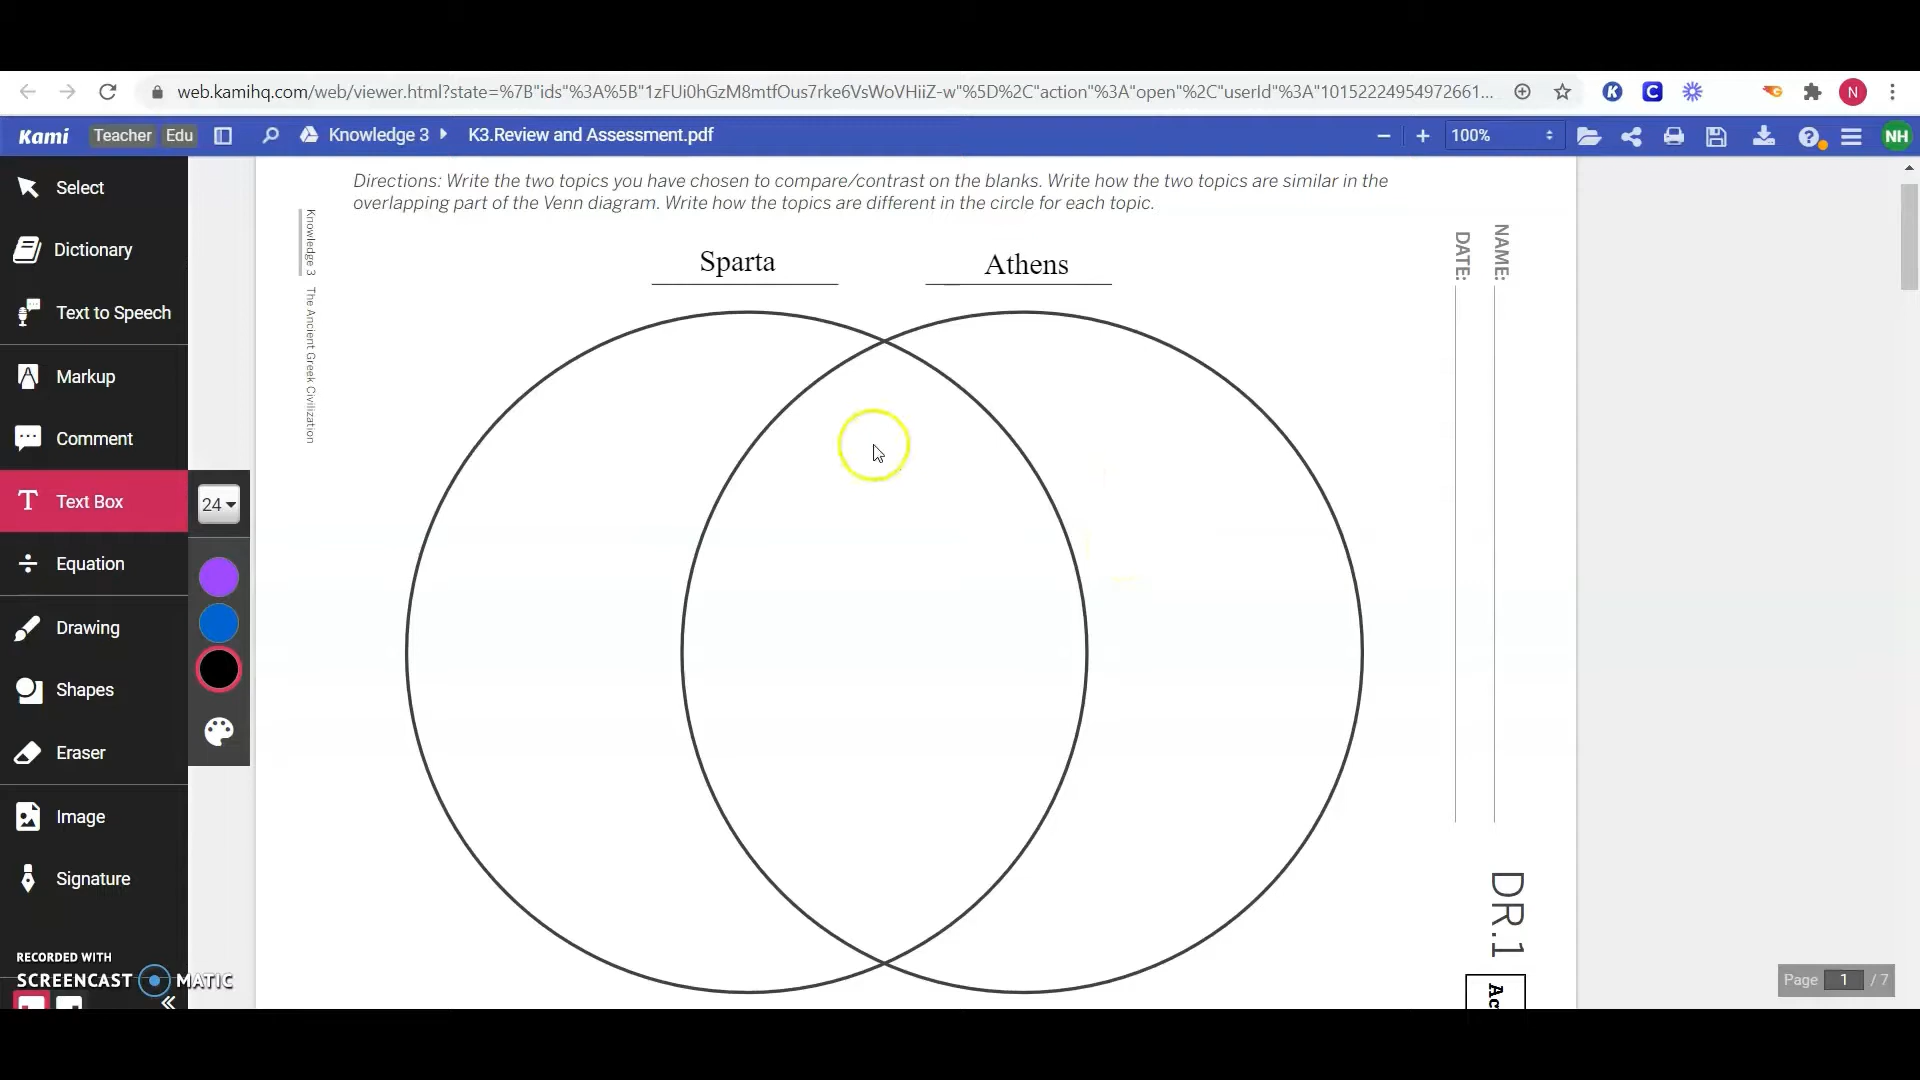 web.kamihq.com/web/viewer.html?state=%7B"ids"%3A%5B"1zFUi0hGzM8mtfOus7rke6VsWoVHiiZ-w"%5D%2C"action"%3A"open"%2C"userId"%3A"10152224954972661...
K
C
N
Kami
Teacher
Edu
Knowledge 3
K3.Review and Assessment.pdf
100%
NH
Select
Dictionary
Text to Speech
Markup
Comment
Text Box
Equation
Drawing
Shapes
Eraser
Image
Signature
24
Directions: Write the two topics you have chosen to compare/contrast on the blanks. Write how the two topics are similar in the
overlapping part of the Venn diagram. Write how the topics are different in the circle for each topic.
Sparta
Athens
Knowledge 3 The Ancient Greek Civilization
NAME:
DATE:
DR.1
Ac
Page 1 / 7
RECORDED WITH
SCREENCAST MATIC